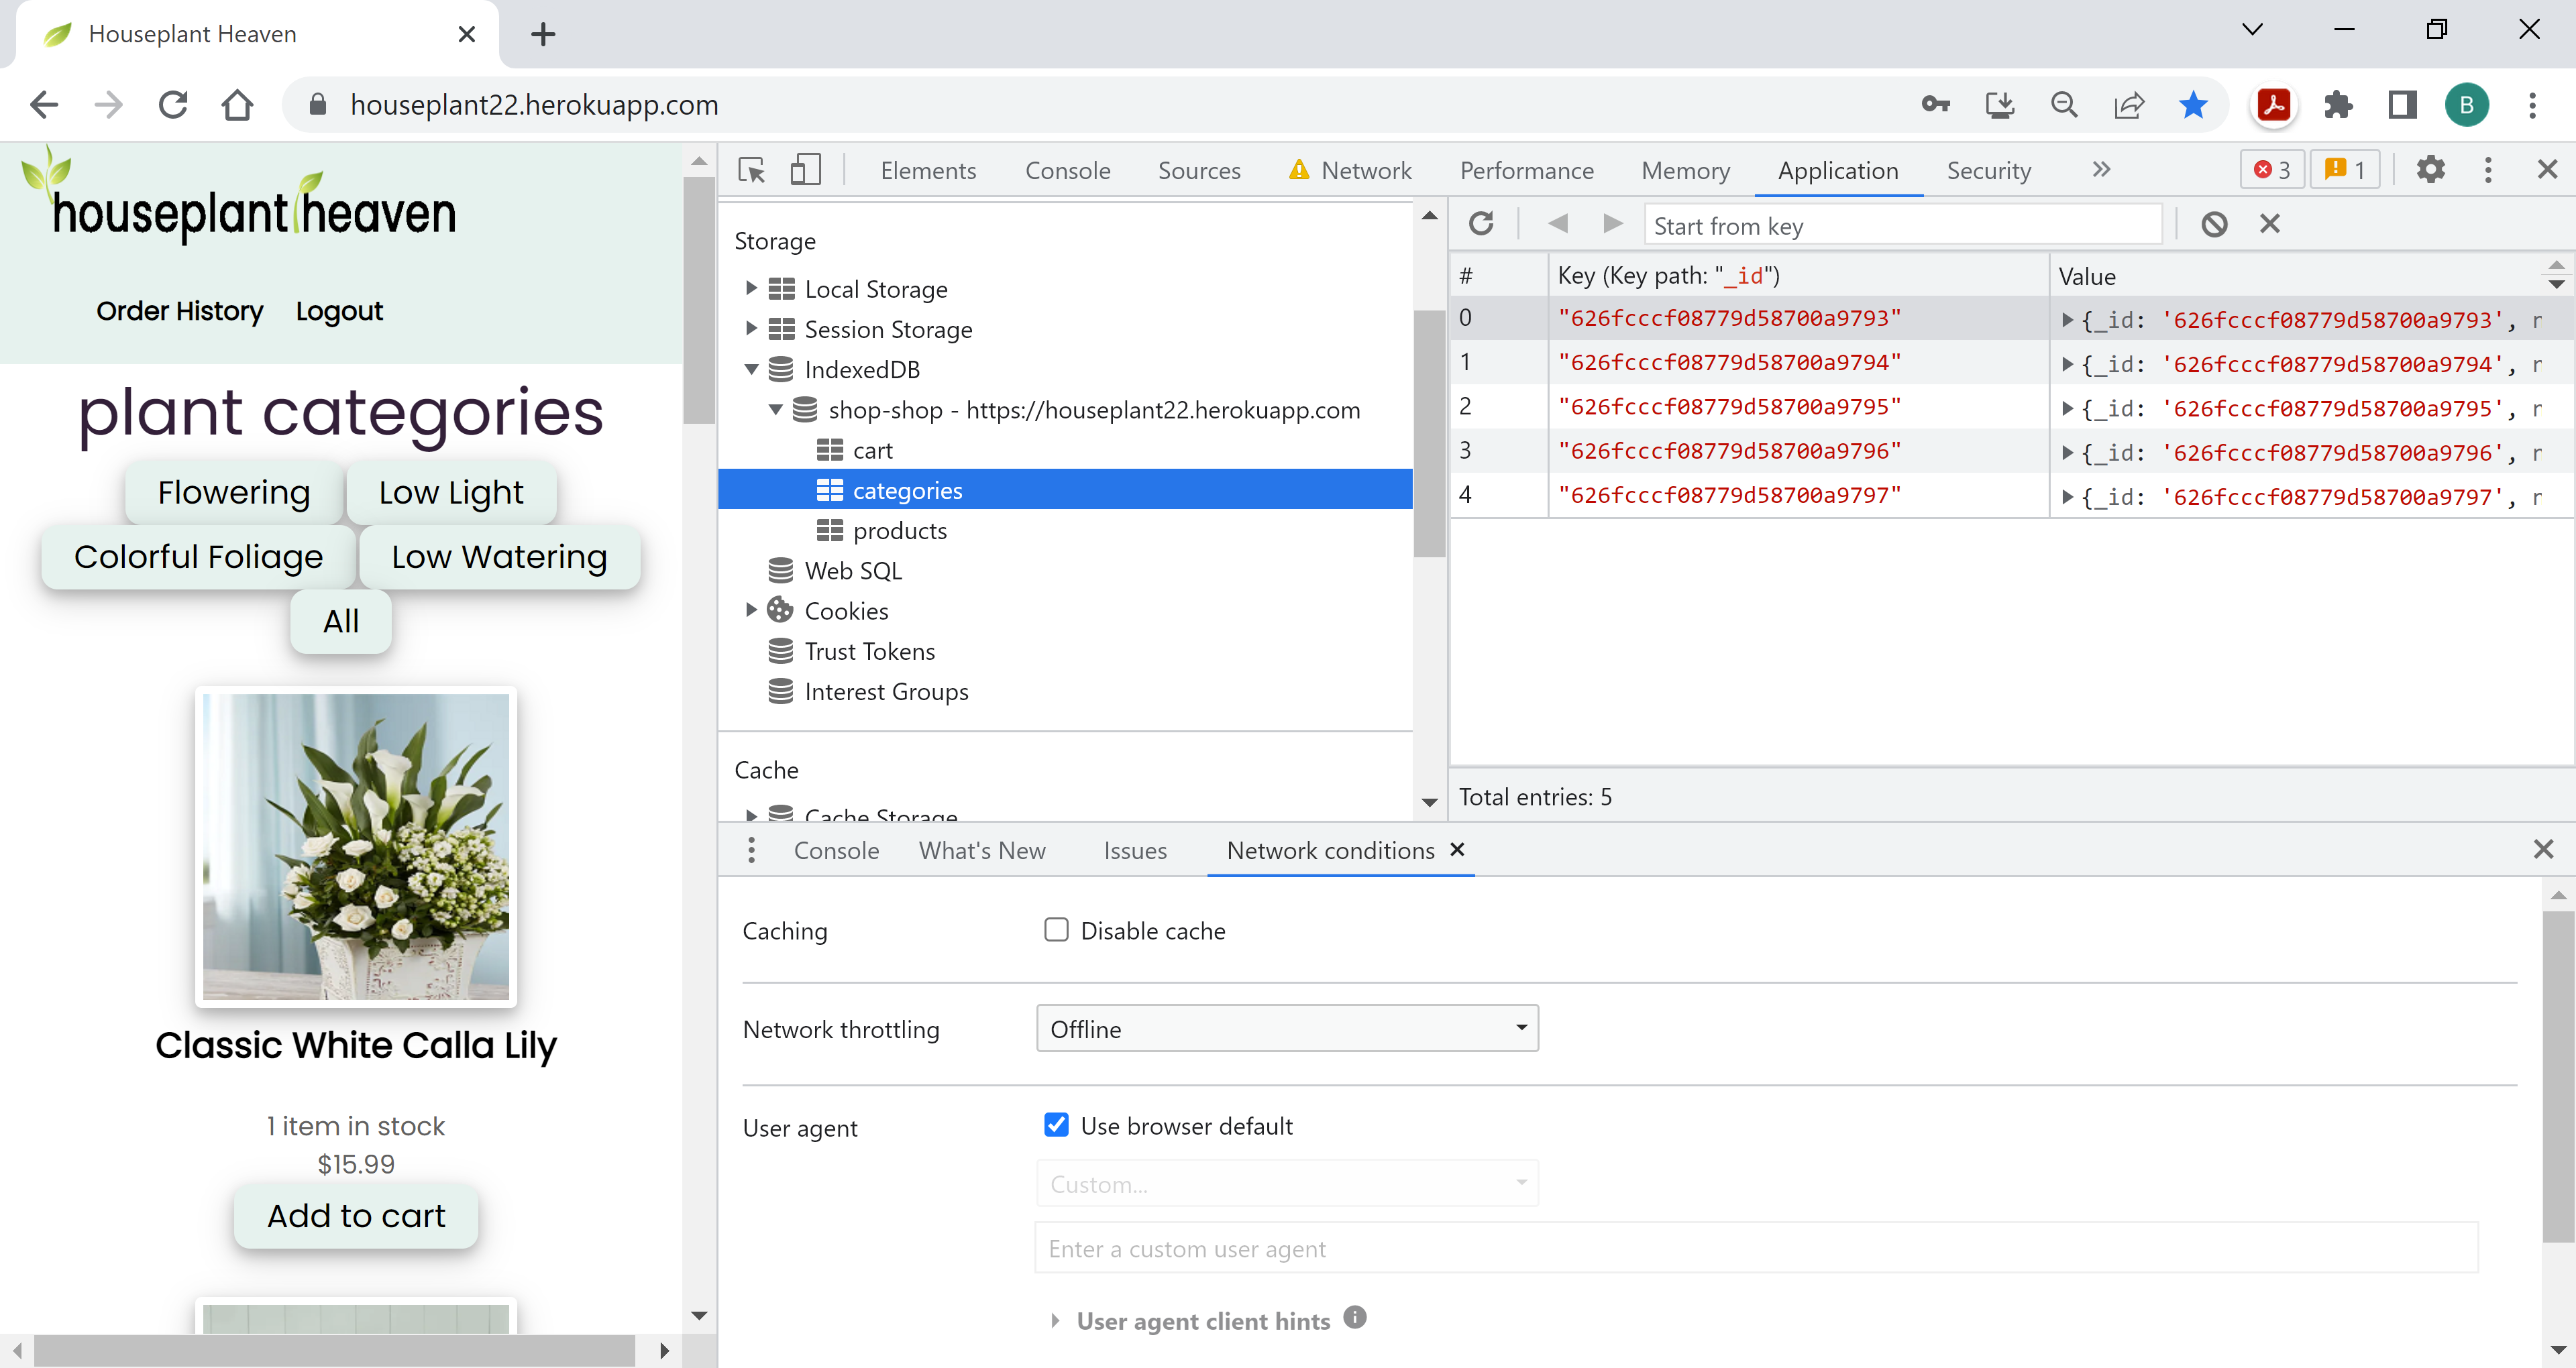 Houseplant Heaven
houseplant22.herokuapp.com
B
houseplant heaven
Order History Logout
plant categories
Flowering Low Light
Colorful Foliage Low Watering
All
Classic White Calla Lily
1 item in stock
$15.99
Add to cart
Elements Console Sources Network Performance Memory Application Security 3 1
Storage
Local Storage
Session Storage
IndexedDB
shop-shop - https://houseplant22.herokuapp.com
cart
categories
products
Web SQL
Cookies
Trust Tokens
Interest Groups
Cache
Cache Storage
Start from key
# Key (Key path: "_id") Value
0 "626fcccf08779d58700a9793" {_id: '626fcccf08779d58700a9793', r
1 "626fcccf08779d58700a9794" {_id: '626fcccf08779d58700a9794', r
2 "626fcccf08779d58700a9795" {_id: '626fcccf08779d58700a9795', r
3 "626fcccf08779d58700a9796" {_id: '626fcccf08779d58700a9796', r
4 "626fcccf08779d58700a9797" {_id: '626fcccf08779d58700a9797', r
Total entries: 5
Console What's New Issues Network conditions
Caching Disable cache
Network throttling Offline
User agent Use browser default
Custom...
Enter a custom user agent
User agent client hints